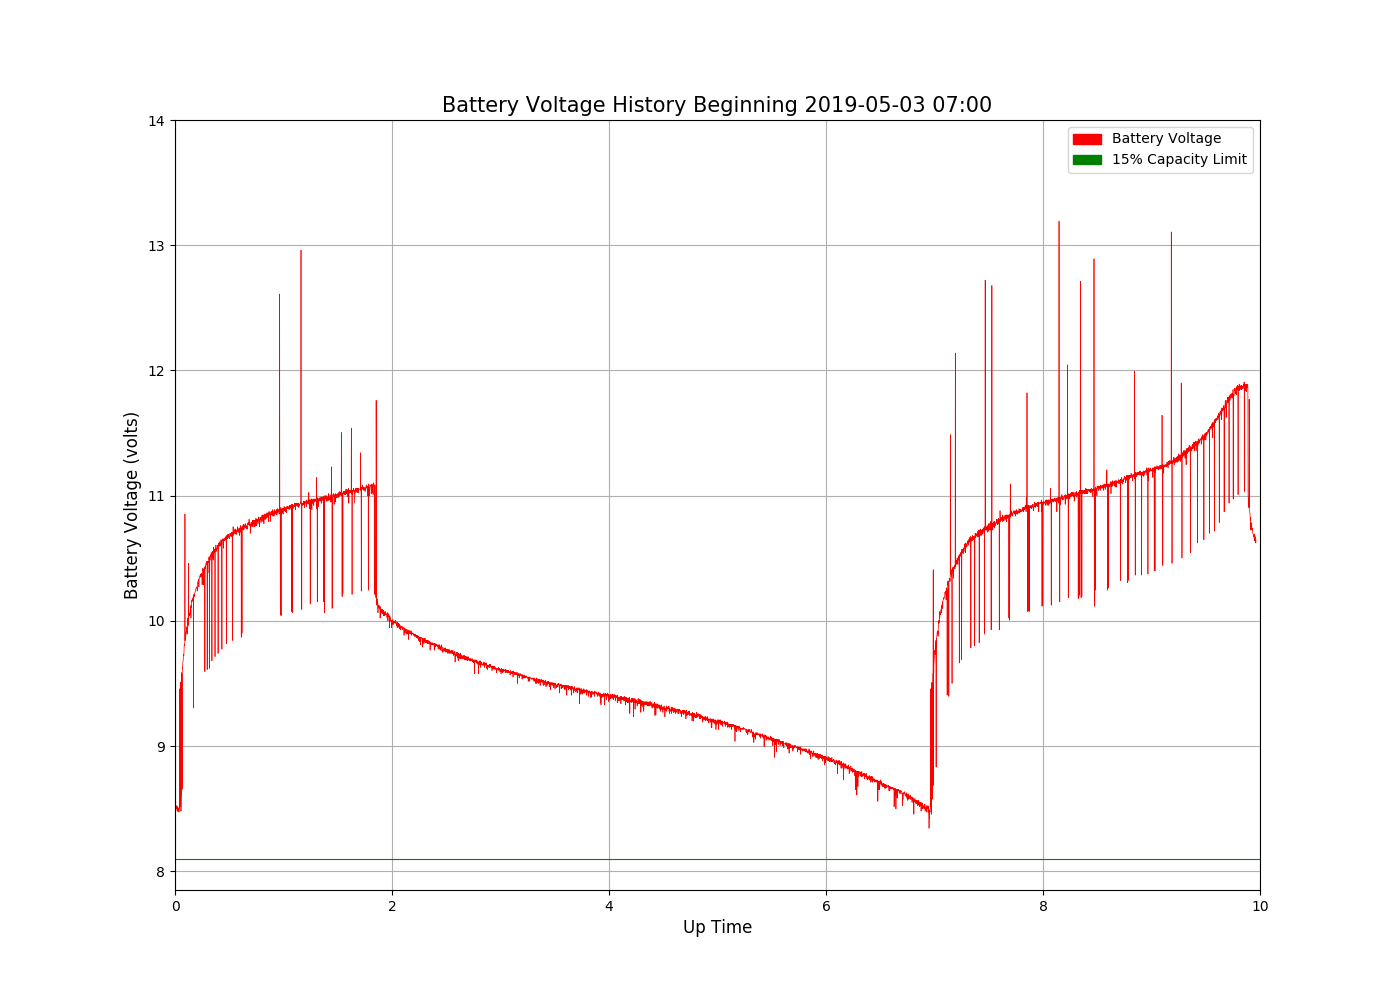 Battery Voltage History Beginning 2019-05-03 07:00
Battery Voltage
15% Capacity Limit
Battery Voltage (volts)
14
13
12
11
10
9
8
0 2 4 6 8 10
Up Time